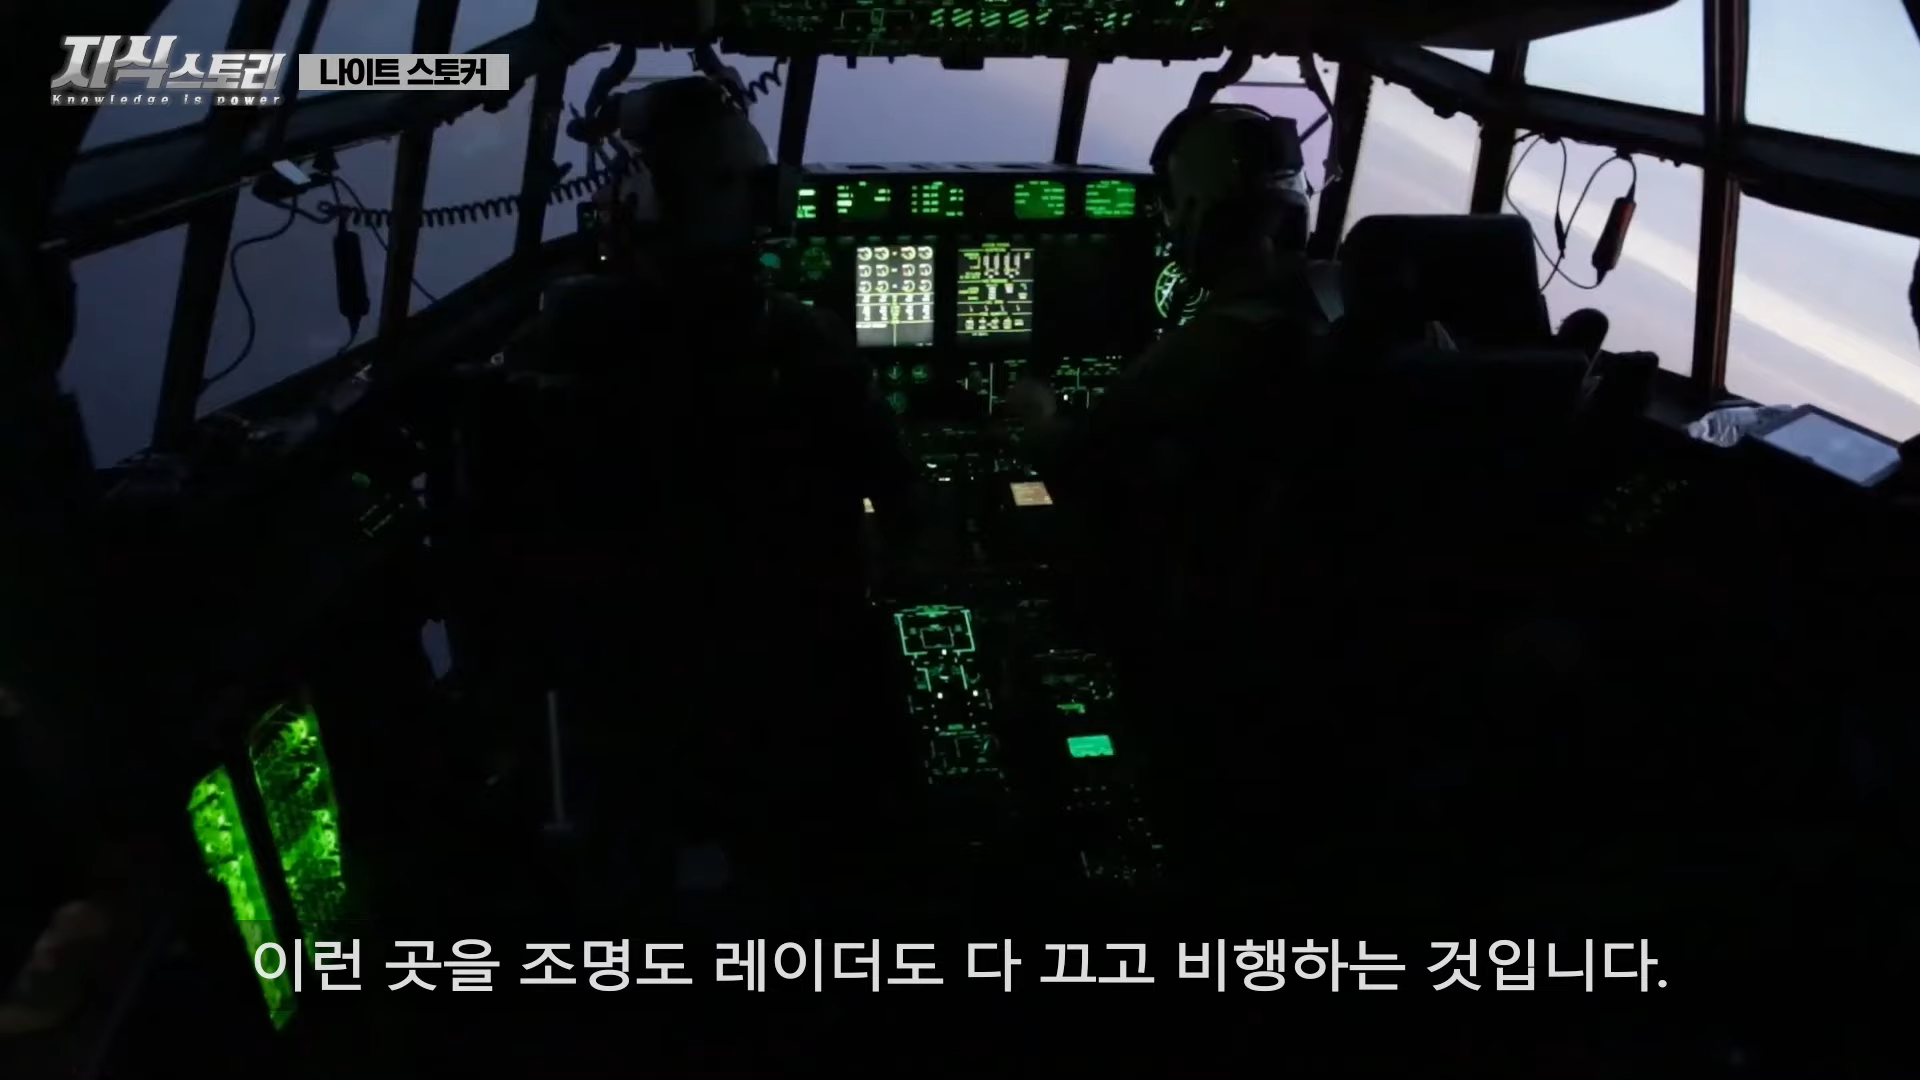 지식스토리
Knowledge is power
나이트 스토커
이런 곳을 조명도 레이더도 다 끄고 비행하는 것입니다.